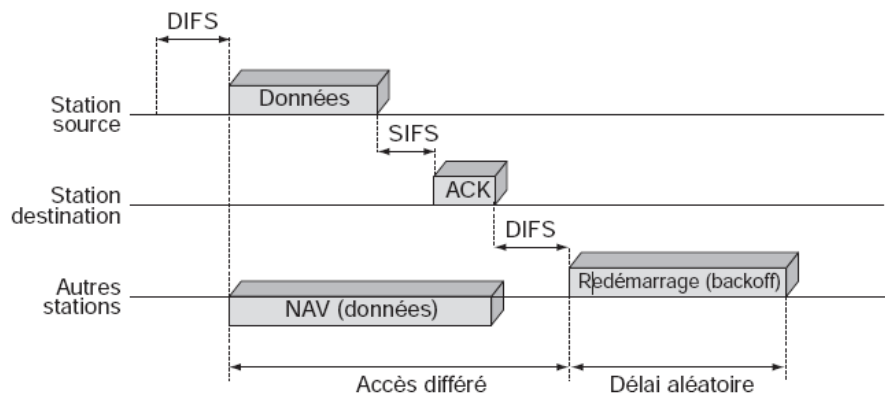 DIFS
Données
Station
source
SIFS
ACK
Station
destination
DIFS
Redémarrage (backoff)
Autres
stations
NAV (données)
Accès différé
Délai aléatoire